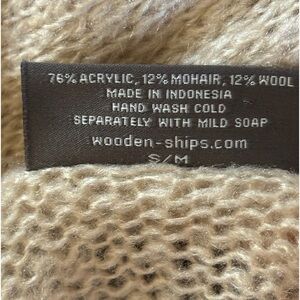 76% ACRYLIC, 12% MOHAIR, 12% WOOL
MADE IN INDONESIA
HAND WASH COLD
SEPARATELY WITH MILD SOAP
wooden-ships.com
S/M